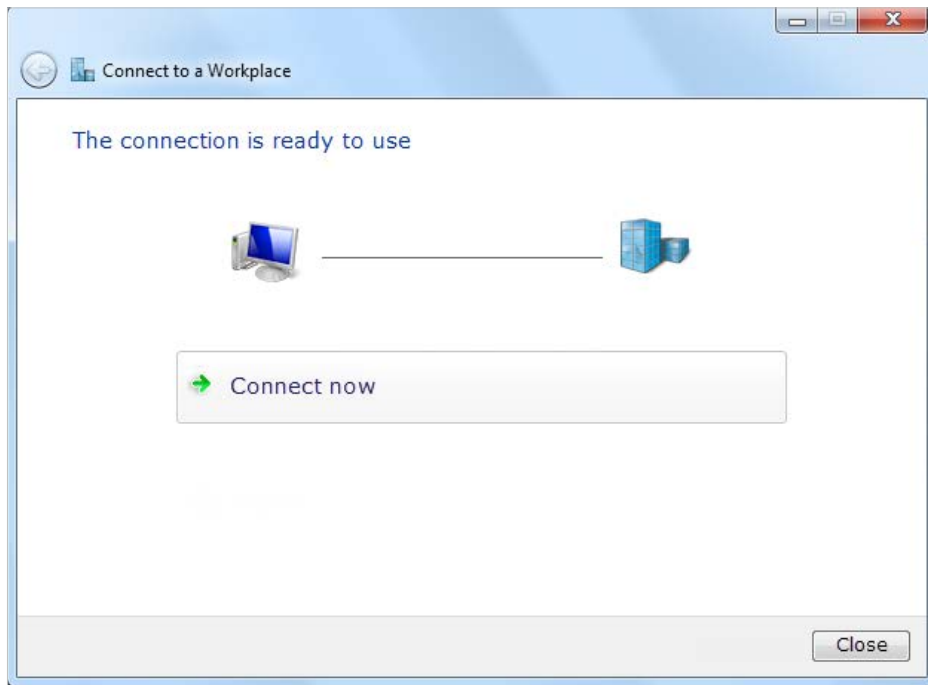 Connect to a Workplace
The connection is ready to use
Connect now
Close